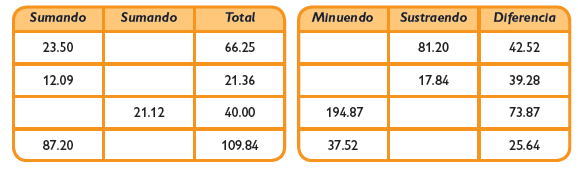 Sumando Sumando Total Minuendo Sustraendo Diferencia
23.50 66.25 81.20 42.52
12.09 21.36 17.84 39.28
21.12 40.00 194.87 73.87
87.20 109.84 37.52 25.64